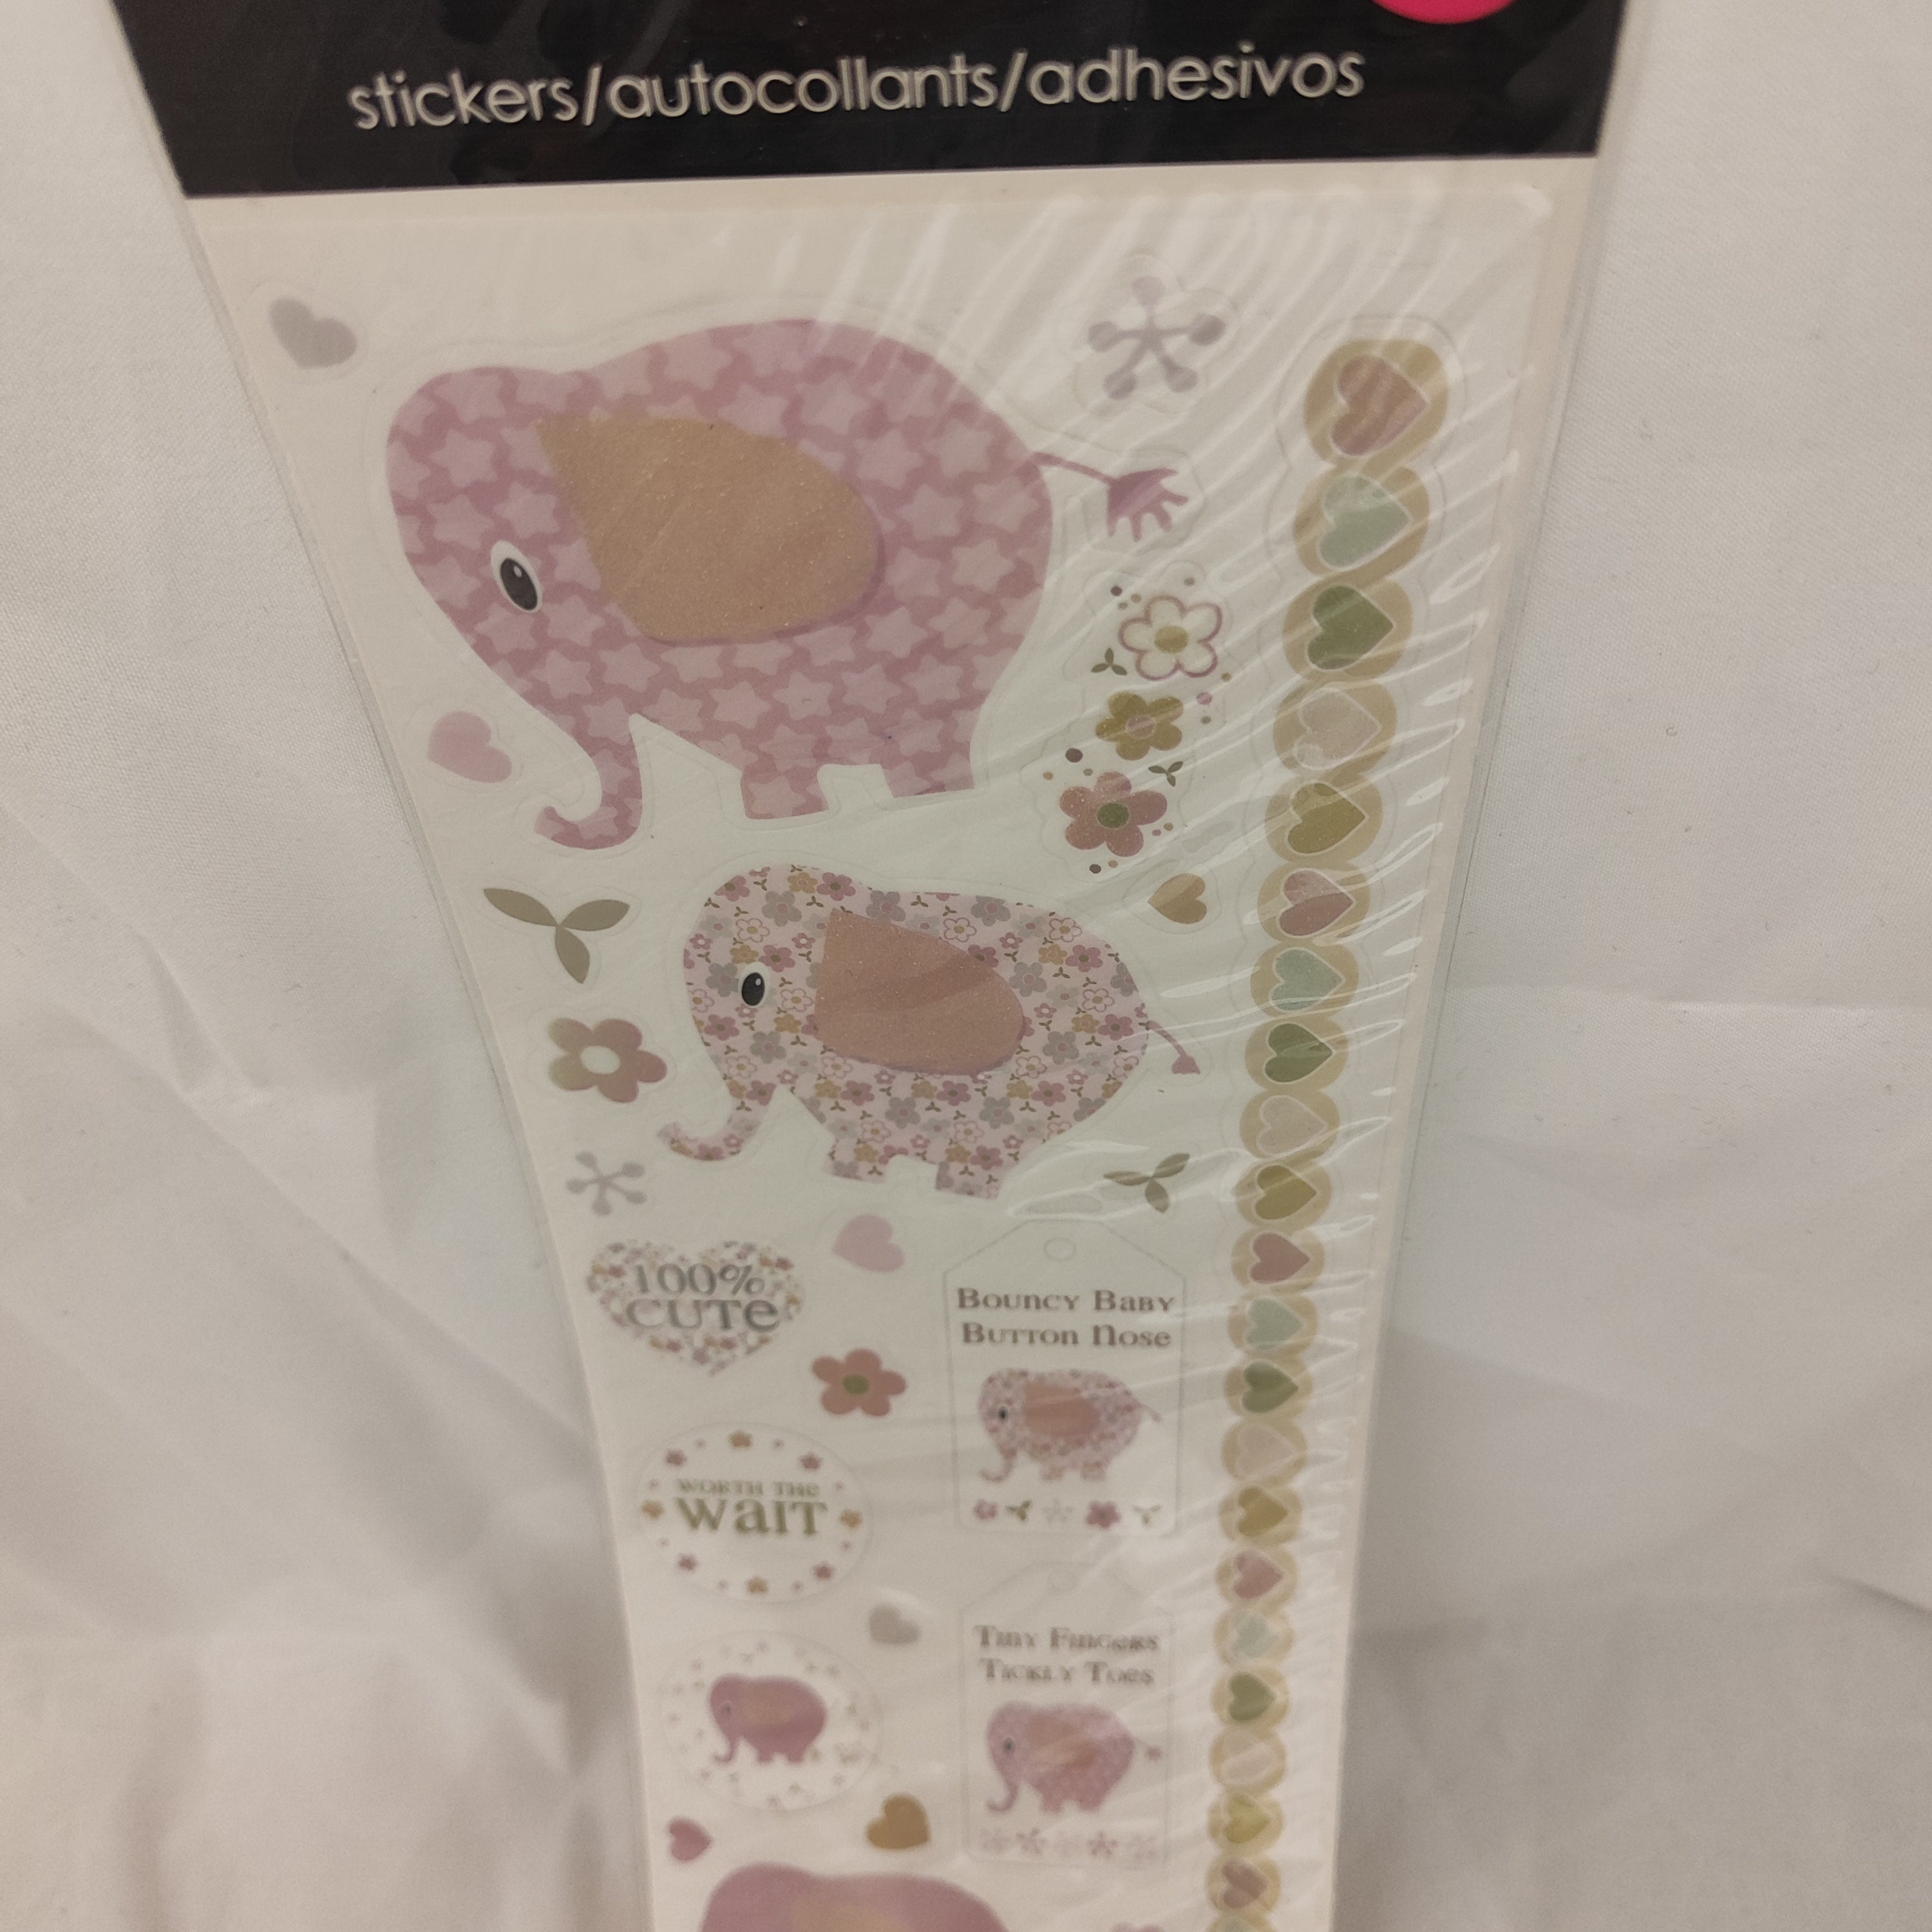 stickers/autocollants/adhesivos
100%
CUTE
BOUNCY BABY
BUTTON NOSE
WORTH THE
WAIT
TINY FINGERS
TICKLY TOES